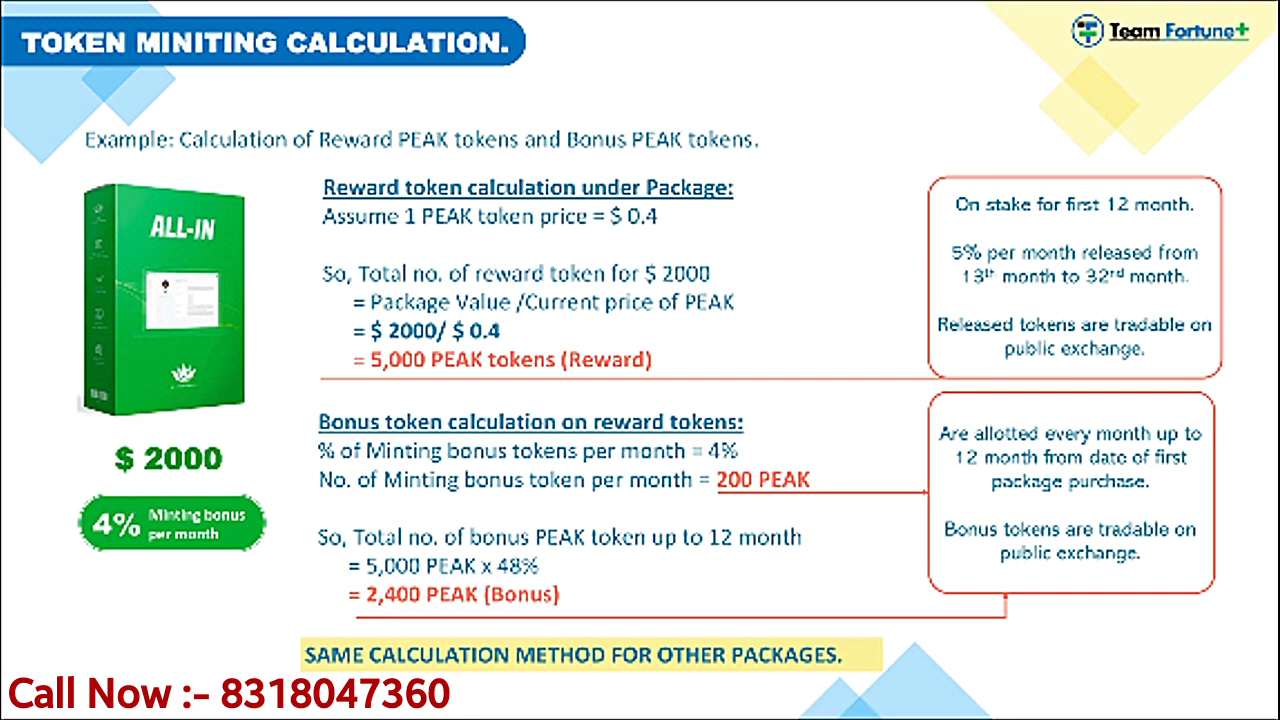 TOKEN MINITING CALCULATION.
Team Fortune+
Example: Calculation of Reward PEAK tokens and Bonus PEAK tokens.
ALL-IN
$ 2000
4% Minting bonus
per month
Reward token calculation under Package:
Assume 1 PEAK token price = $ 0.4
So, Total no. of reward token for $ 2000
= Package Value /Current price of PEAK
= $ 2000/ $ 0.4
= 5,000 PEAK tokens (Reward)
On stake for first 12 month.
5% per month released from
13th month to 32nd month.
Released tokens are tradable on
public exchange.
Bonus token calculation on reward tokens:
% of Minting bonus tokens per month = 4%
No. of Minting bonus token per month = 200 PEAK
So, Total no. of bonus PEAK token up to 12 month
= 5,000 PEAK x 48%
= 2,400 PEAK (Bonus)
Are allotted every month up to
12 month from date of first
package purchase.
Bonus tokens are tradable on
public exchange.
SAME CALCULATION METHOD FOR OTHER PACKAGES.
Call Now :- 8318047360